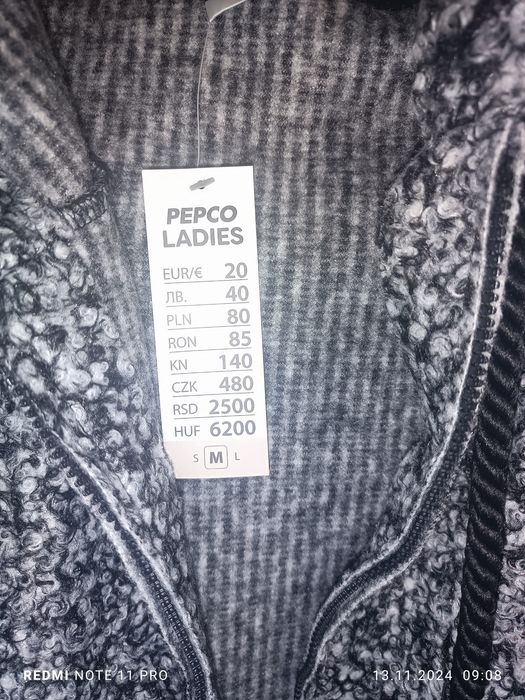 PEPCO
LADIES
EUR/€ 20
ЛВ. 40
PLN 80
RON 85
KN 140
CZK 480
RSD 2500
HUF 6200
S M L
REDMI NOTE 11 PRO
13.11.2024 09:08